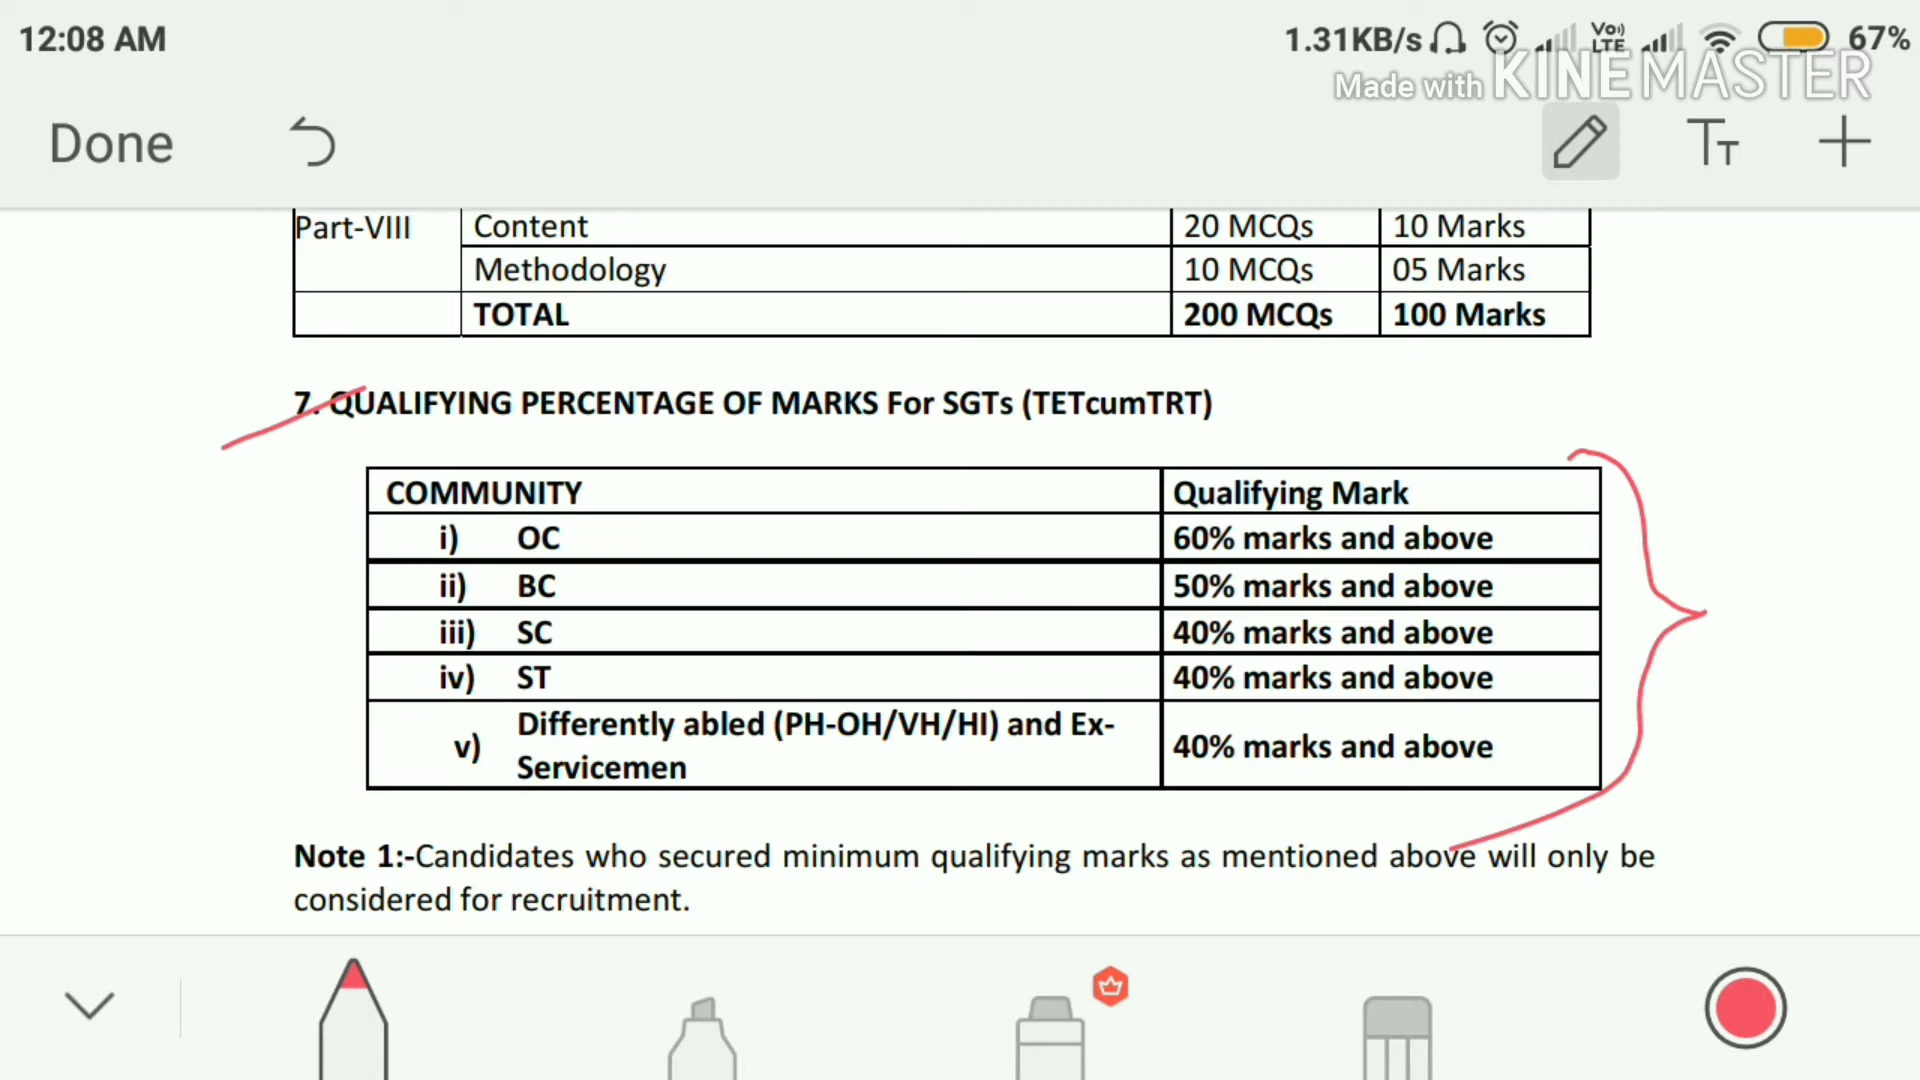 12:08 AM
1.31KB/s Vo) LTE 67%
Made with KINEMASTER
Done
TT
Part-VIII Content 20 MCQs 10 Marks
Methodology 10 MCQs 05 Marks
TOTAL 200 MCQs 100 Marks
7. QUALIFYING PERCENTAGE OF MARKS For SGTs (TETcumTRT)
COMMUNITY Qualifying Mark
i) OC 60% marks and above
ii) BC 50% marks and above
iii) SC 40% marks and above
iv) ST 40% marks and above
v) Differently abled (PH-OH/VH/HI) and Ex-
Servicemen 40% marks and above
Note 1:-Candidates who secured minimum qualifying marks as mentioned above will only be
considered for recruitment.